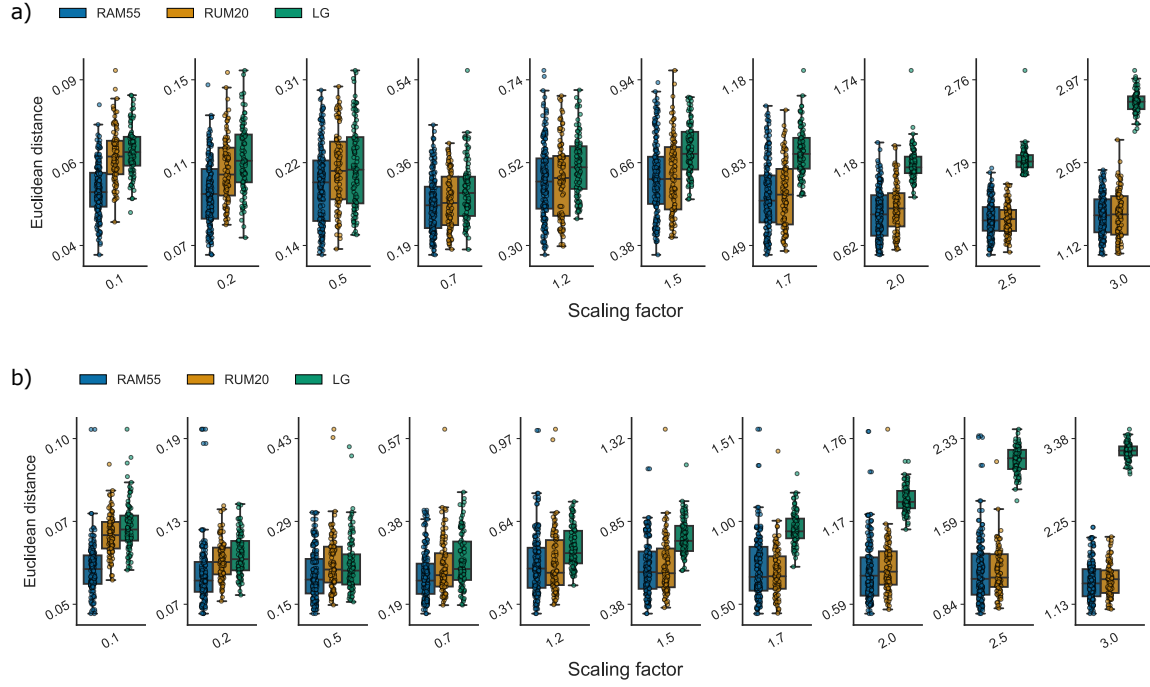 a)
RAM55 RUM20 LG
Euclidean distance
0.09 0.15 0.31 0.54 0.74 0.94 1.18 1.74 2.76 2.97
0.06 0.11 0.22 0.36 0.52 0.66 0.83 1.18 1.79 2.05
0.04 0.07 0.14 0.19 0.30 0.38 0.49 0.62 0.81 1.12
0.1 0.2 0.5 0.7 1.2 1.5 1.7 2.0 2.5 3.0
Scaling factor
b)
RAM55 RUM20 LG
Euclidean distance
0.10 0.19 0.43 0.57 0.97 1.32 1.51 1.76 2.33 3.38
0.07 0.13 0.29 0.38 0.64 0.85 1.00 1.17 1.59 2.25
0.05 0.07 0.15 0.19 0.31 0.38 0.50 0.59 0.84 1.13
0.1 0.2 0.5 0.7 1.2 1.5 1.7 2.0 2.5 3.0
Scaling factor